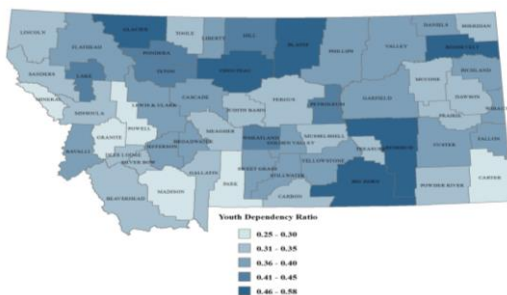 LINCOLN
FLATHEAD
GLACIER
TOOLE
LIBERTY
HILL
BLAINE
PHILLIPS
VALLEY
DANIELS
SHERIDAN
ROOSEVELT
PONDERA
SANDERS
LAKE
TETON
CHOUTEAU
RICHLAND
MCCONE
GARFIELD
DAWSON
MINERAL
MISSOULA
LEWIS & CLARK
CASCADE
JUDITH BASIN
FERGUS
PETROLEUM
PRAIRIE
WIBAUX
POWELL
GRANITE
MEAGHER
WHEATLAND
GOLDEN VALLEY
MUSSELSHELL
ROSEBUD
CUSTER
FALLON
RAVALLI
DEER LODGE
JEFFERSON
BROADWATER
SILVER BOW
GALLATIN
SWEET GRASS
STILLWATER
YELLOWSTONE
TREASURE
BIG HORN
POWDER RIVER
CARTER
BEAVERHEAD
MADISON
PARK
CARBON
Youth Dependency Ratio
0.25 - 0.30
0.31 - 0.35
0.36 - 0.40
0.41 - 0.45
0.46 - 0.58